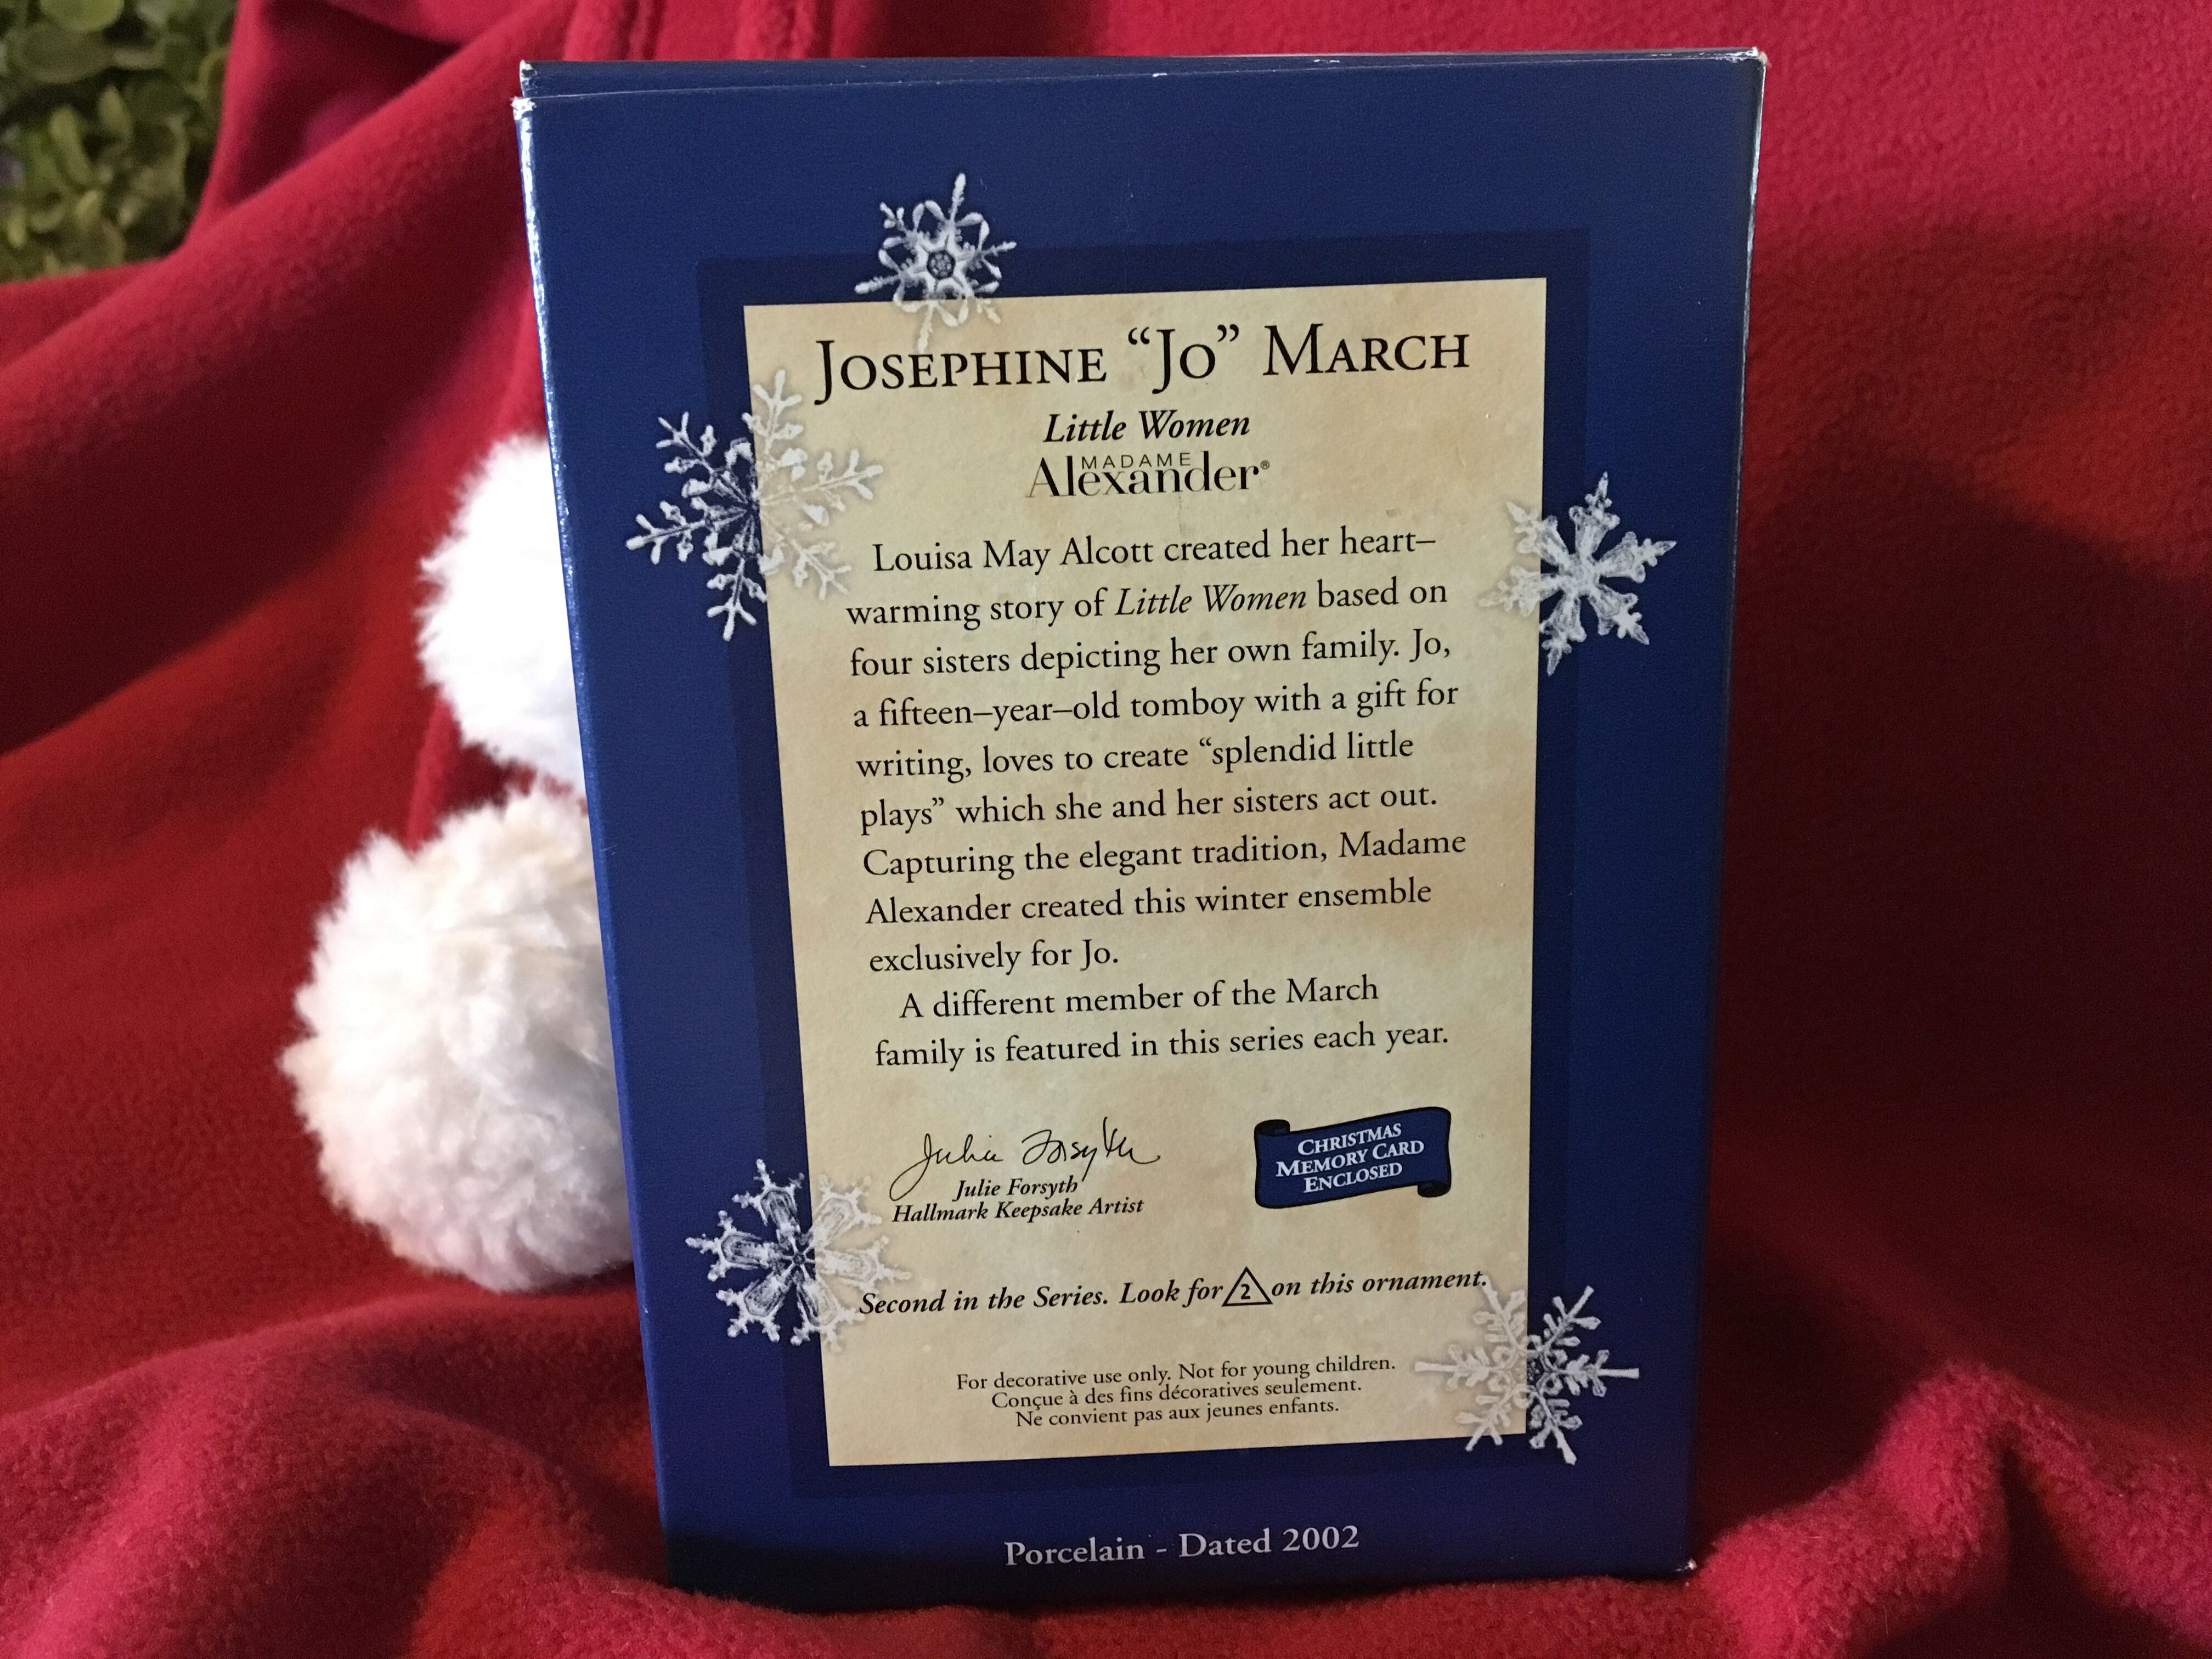 JOSEPHINE “JO” MARCH
Little Women
MADAME
Alexander®
Louisa May Alcott created her heart–
warming story of Little Women based on
four sisters depicting her own family. Jo,
a fifteen–year–old tomboy with a gift for
writing, loves to create “splendid little
plays” which she and her sisters act out.
Capturing the elegant tradition, Madame
Alexander created this winter ensemble
exclusively for Jo.
A different member of the March
family is featured in this series each year.
Julie Forsyth
Julie Forsyth
Hallmark Keepsake Artist
CHRISTMAS
MEMORY CARD
ENCLOSED
Second in the Series. Look for 2 on this ornament.
For decorative use only. Not for young children.
Conçue à des fins décoratives seulement.
Ne convient pas aux jeunes enfants.
Porcelain - Dated 2002